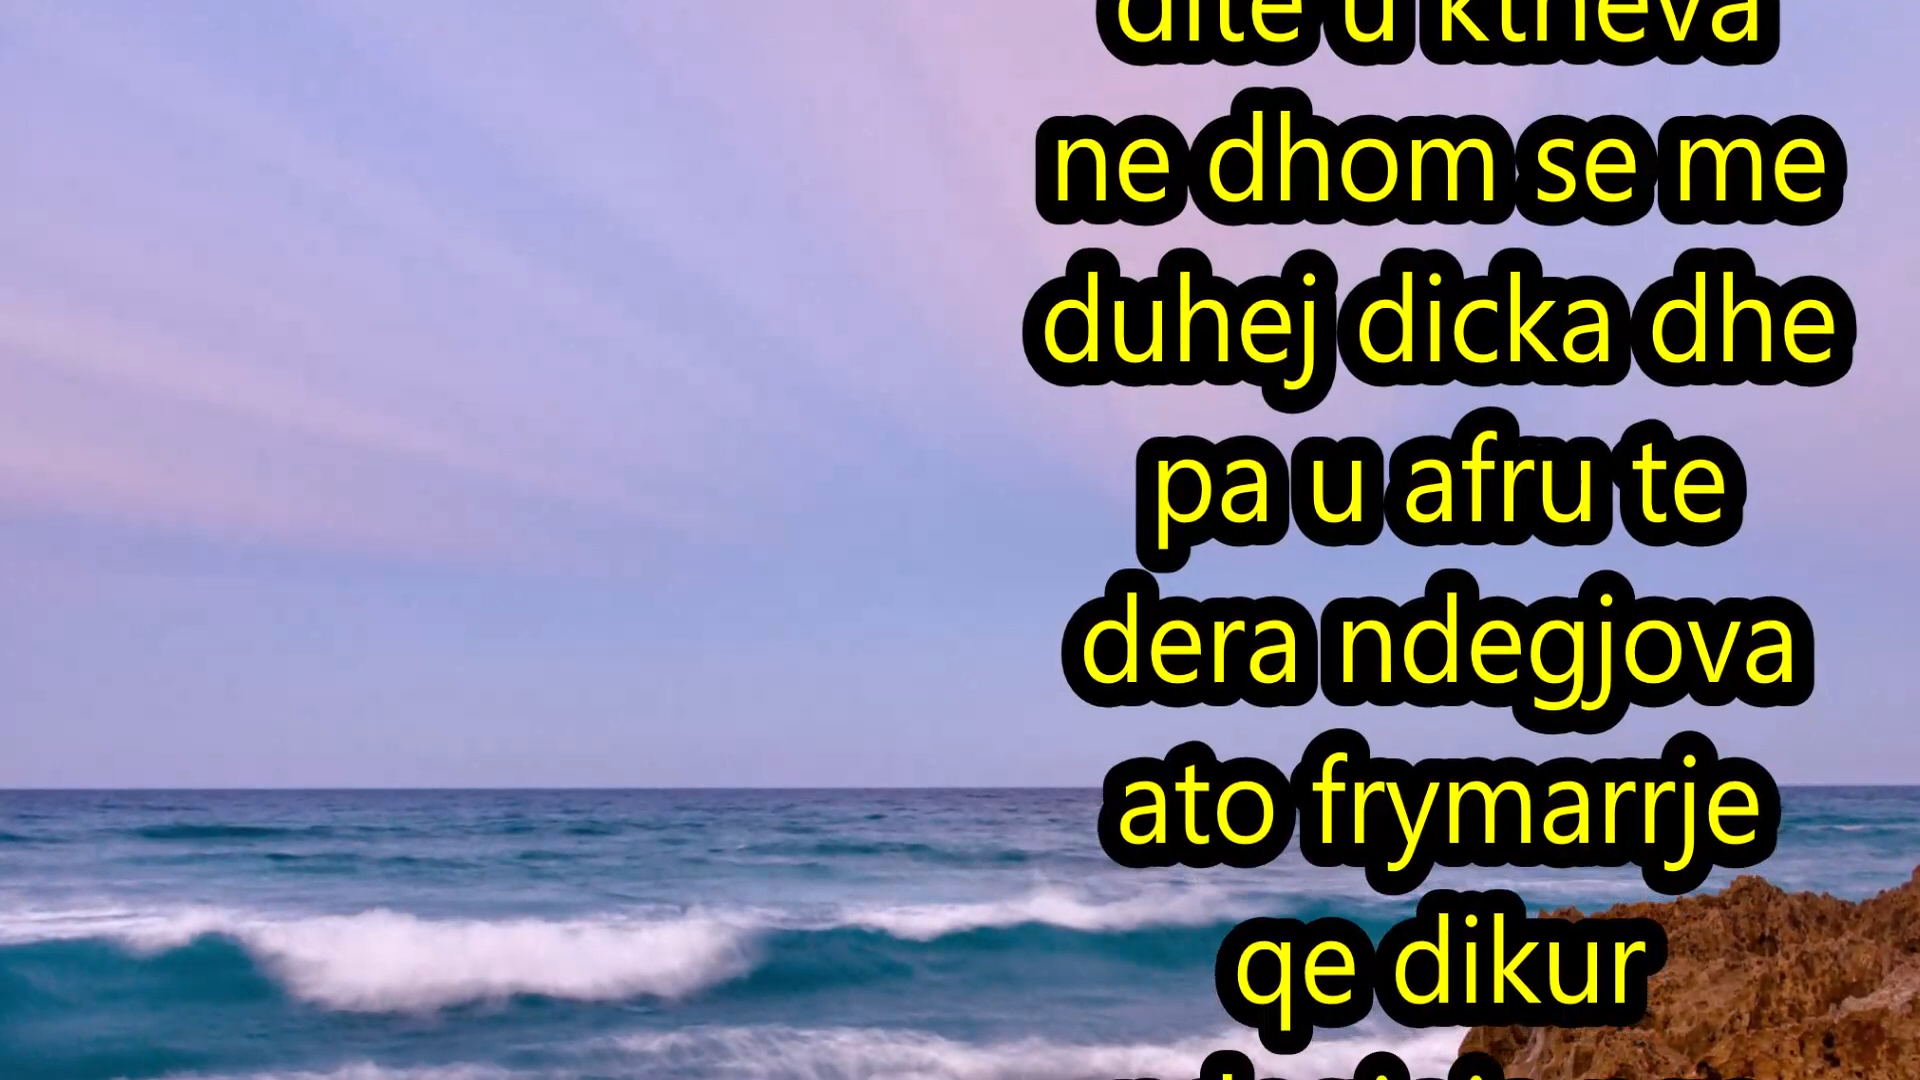 dite u ktheva
ne dhom se me
duhej dicka dhe
pa u afru te
dera ndegjova
ato frymarrje
qe dikur